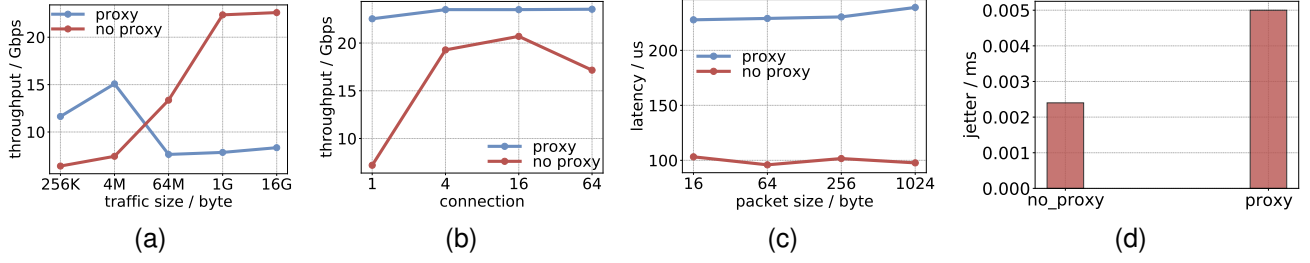 throughput / Gbps
20
15
10
proxy
no proxy
256K 4M 64M 1G 16G
traffic size / byte
(a)
throughput / Gbps
20
15
10
proxy
no proxy
1 4 16 64
connection
(b)
latency / us
200
150
100
proxy
no proxy
16 64 256 1024
packet size / byte
(c)
jetter / ms
0.005
0.004
0.003
0.002
0.001
0.000
no_proxy proxy
(d)